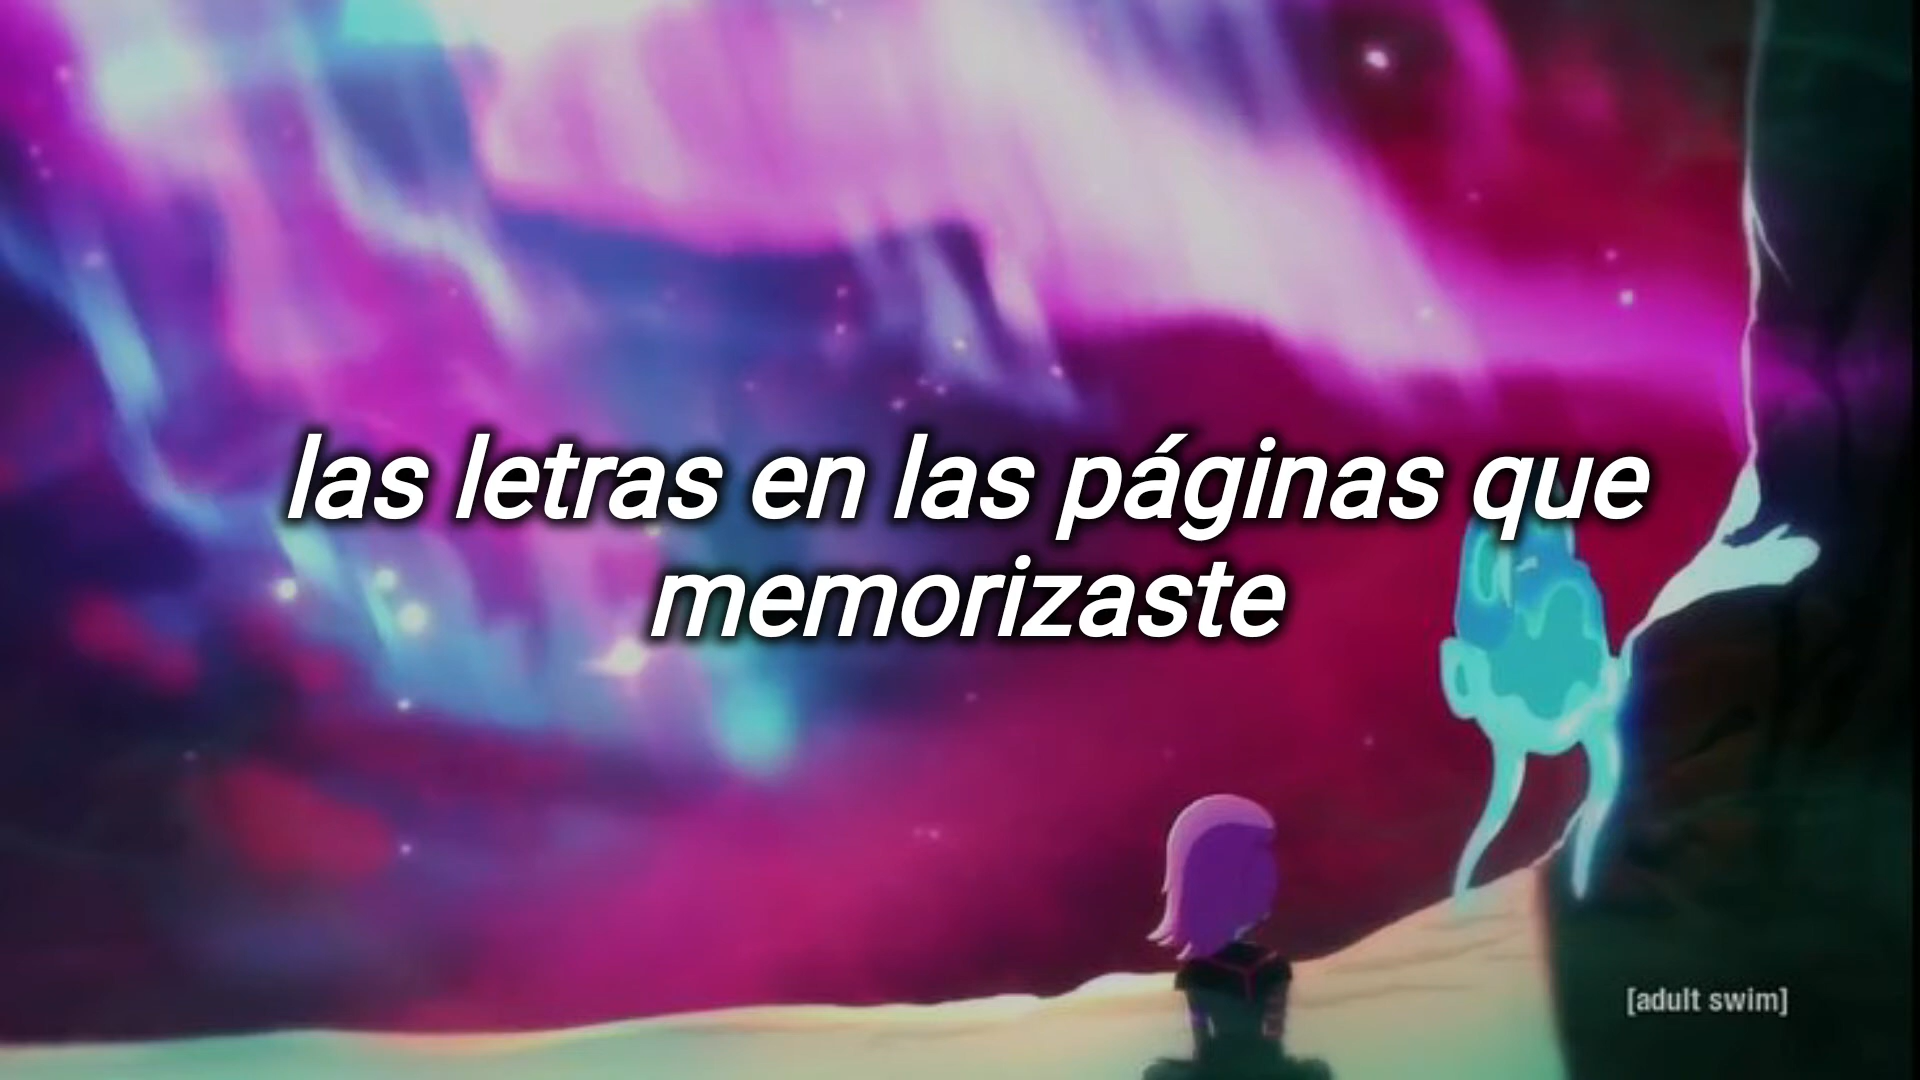 las letras en las páginas que
memorizaste
[adult swim]